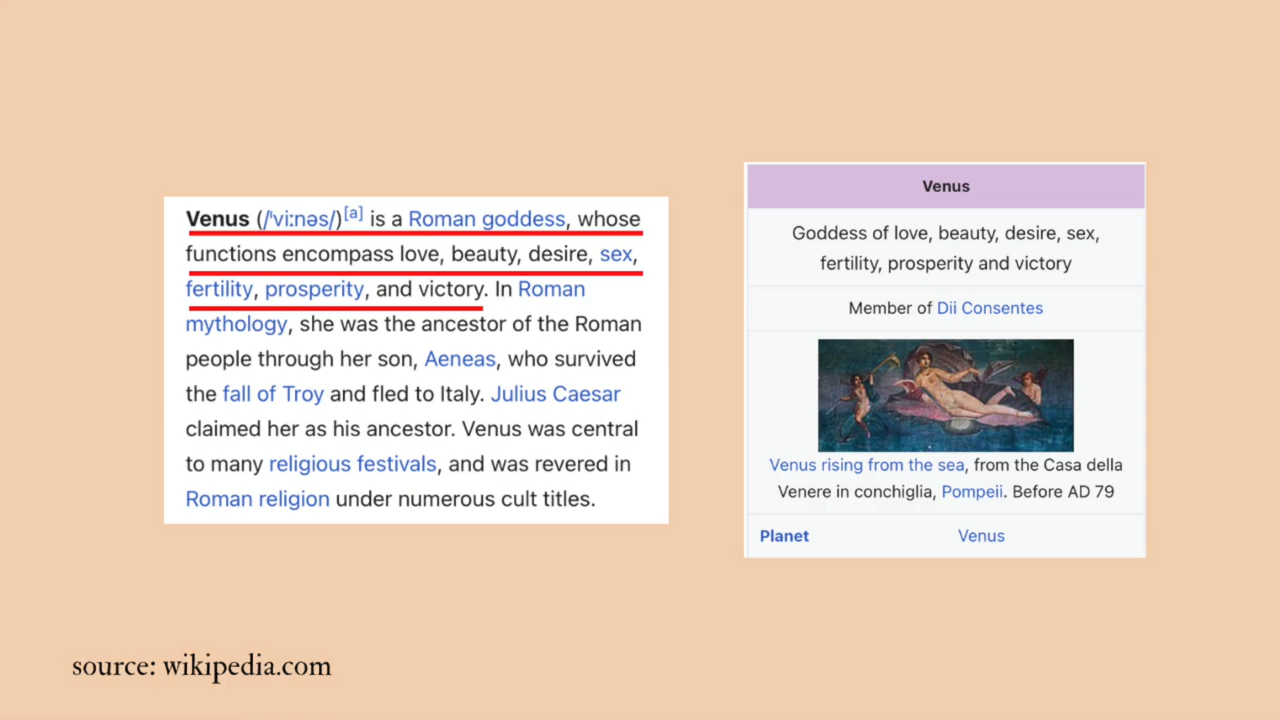 Venus (/ˈviːnəs/)[a] is a Roman goddess, whose
functions encompass love, beauty, desire, sex,
fertility, prosperity, and victory. In Roman
mythology, she was the ancestor of the Roman
people through her son, Aeneas, who survived
the fall of Troy and fled to Italy. Julius Caesar
claimed her as his ancestor. Venus was central
to many religious festivals, and was revered in
Roman religion under numerous cult titles.
Venus
Goddess of love, beauty, desire, sex,
fertility, prosperity and victory
Member of Dii Consentes
Venus rising from the sea, from the Casa della
Venere in conchiglia, Pompeii. Before AD 79
Planet Venus
source: wikipedia.com